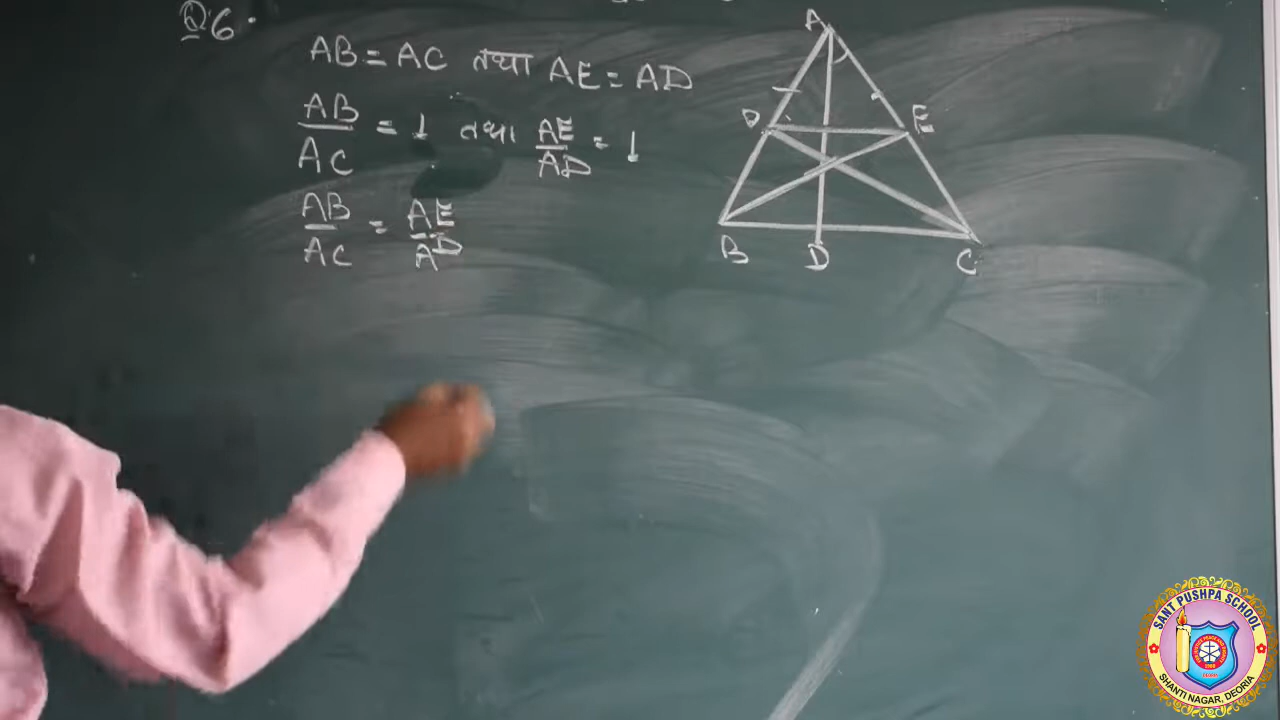 Q6.
AB = AC तथा AE = AD
AB/AC = 1 तथा AE/AD = 1
AB/AC = AE/AD
A
D E
B D C
SANT PUSHPA SCHOOL
SHANTI NAGAR, DEORIA